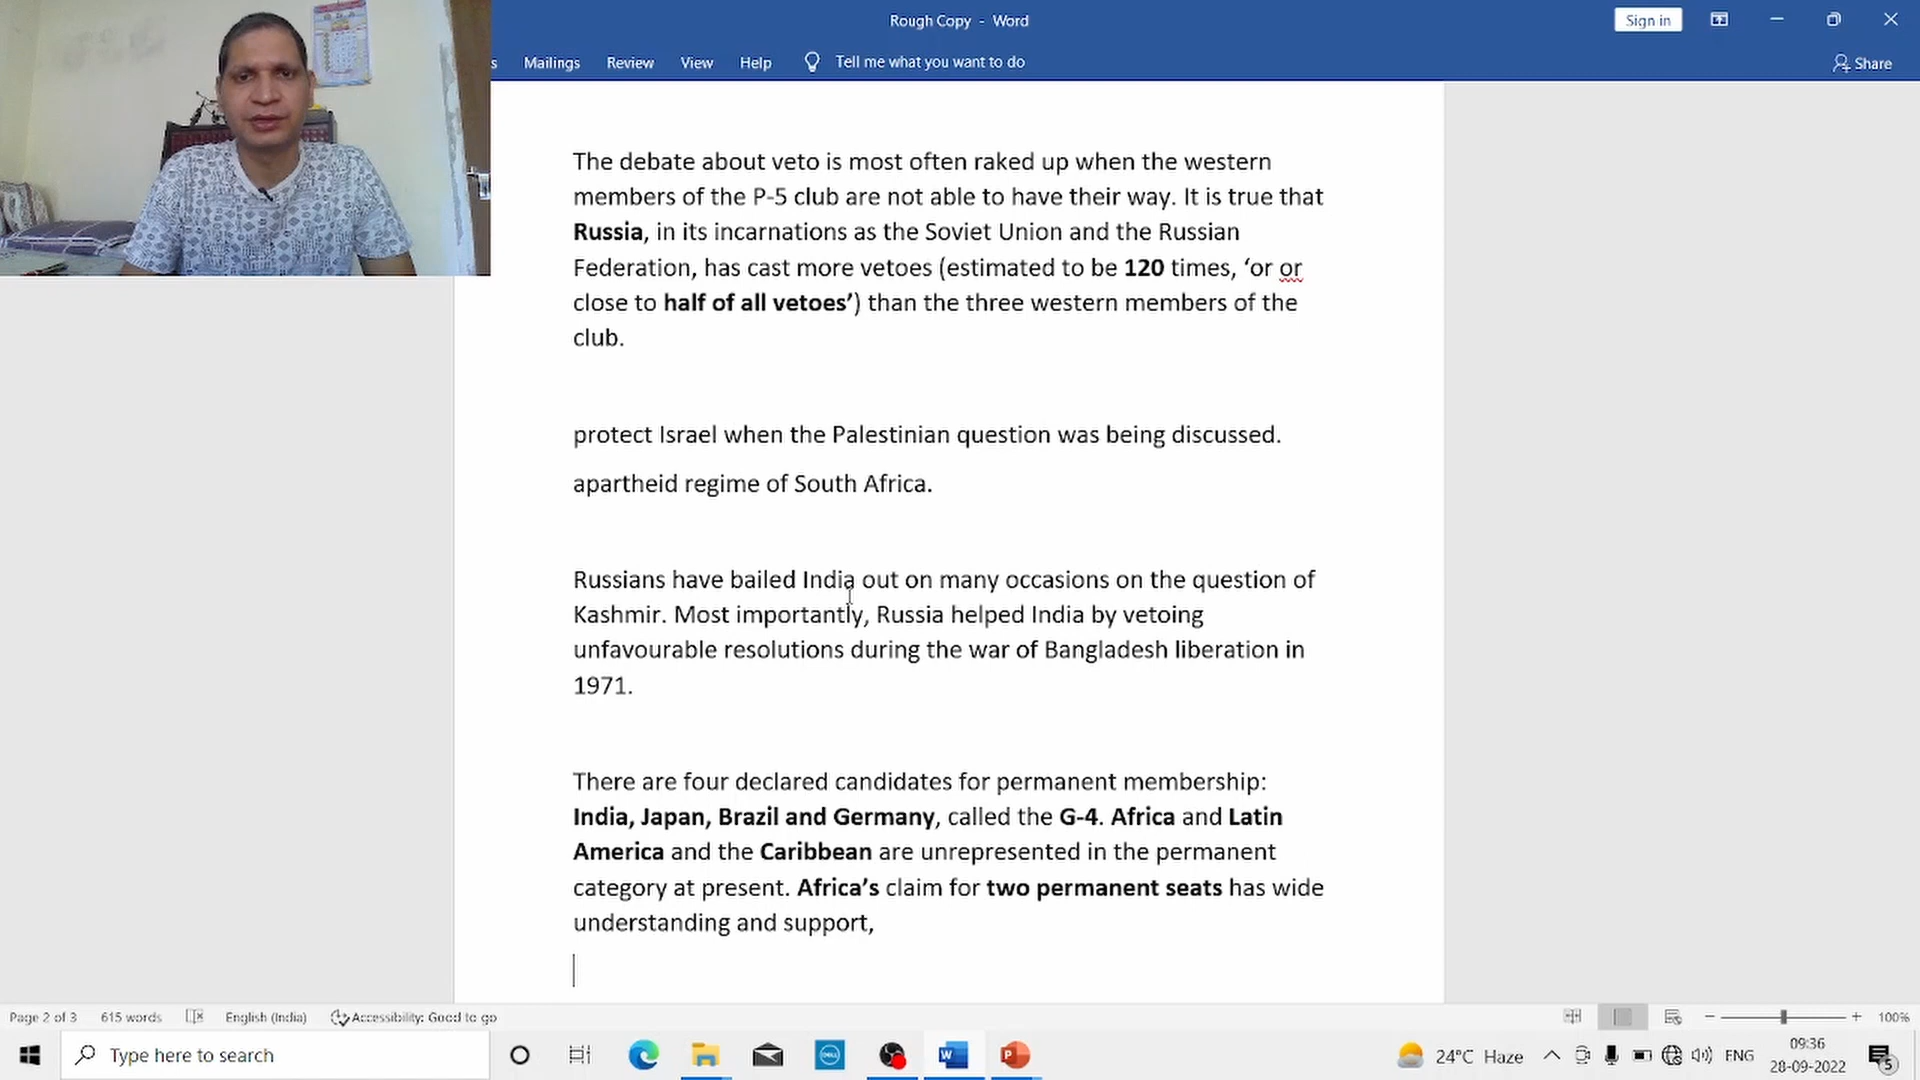 Rough Copy - Word
Sign in
s Mailings Review View Help Tell me what you want to do
Share
The debate about veto is most often raked up when the western
members of the P-5 club are not able to have their way. It is true that
Russia, in its incarnations as the Soviet Union and the Russian
Federation, has cast more vetoes (estimated to be 120 times, ‘or or
close to half of all vetoes’) than the three western members of the
club.
protect Israel when the Palestinian question was being discussed.
apartheid regime of South Africa.
Russians have bailed India out on many occasions on the question of
Kashmir. Most importantly, Russia helped India by vetoing
unfavourable resolutions during the war of Bangladesh liberation in
1971.
There are four declared candidates for permanent membership:
India, Japan, Brazil and Germany, called the G-4. Africa and Latin
America and the Caribbean are unrepresented in the permanent
category at present. Africa’s claim for two permanent seats has wide
understanding and support,
Page 2 of 3 615 words English (India) Accessibility: Good to go 100%
Type here to search
DELL
24°C Haze
ENG
09:36
28-09-2022
5